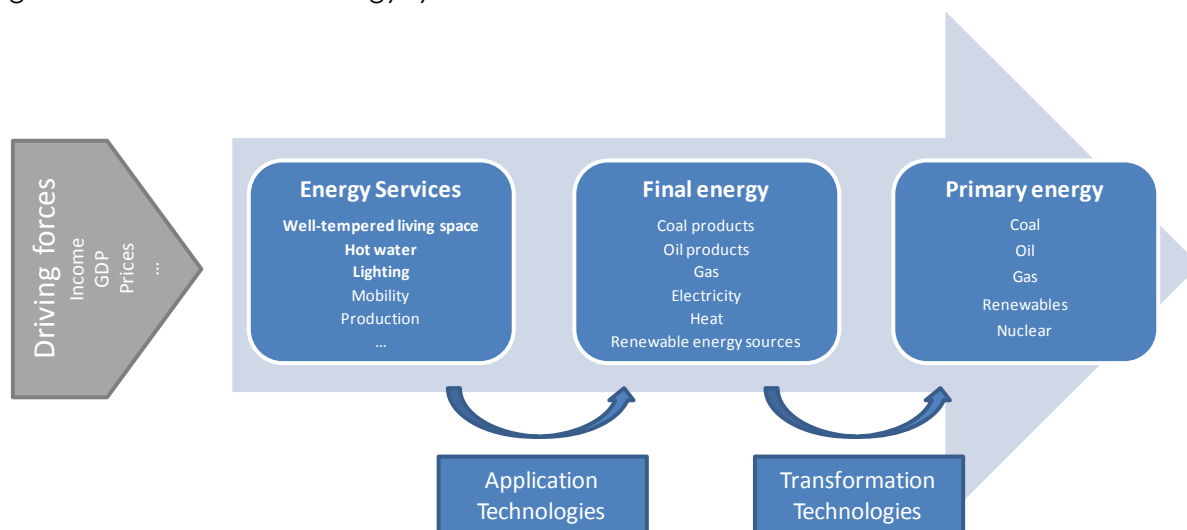 Driving forces
Income
GDP
Prices
...
Energy Services
Well-tempered living space
Hot water
Lighting
Mobility
Production
...
Final energy
Coal products
Oil products
Gas
Electricity
Heat
Renewable energy sources
Primary energy
Coal
Oil
Gas
Renewables
Nuclear
Application
Technologies
Transformation
Technologies